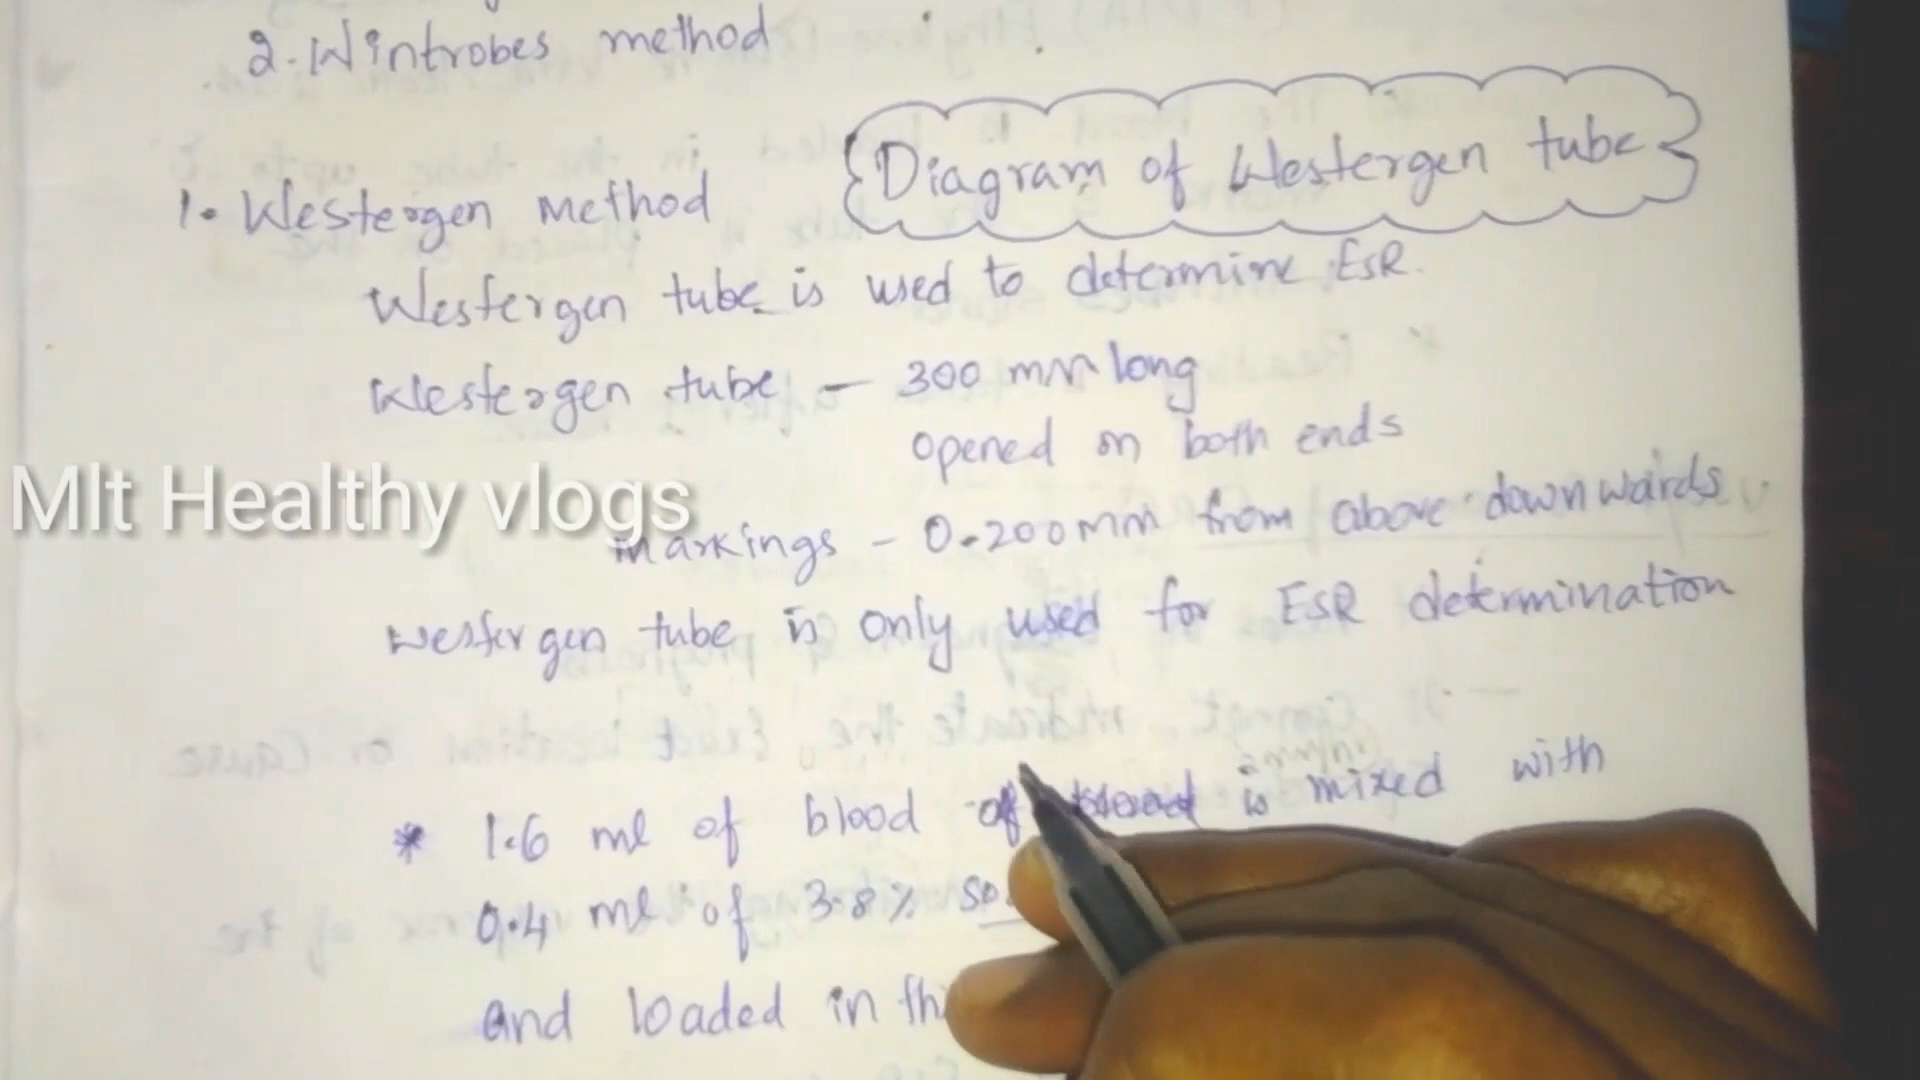 2. Wintrobes method
Diagram of Westergen tube
1. Westergen method
Westergen tube is used to determine ESR.
Westergen tube - 300 mm long
opened on both ends
Mlt Healthy vlogs
markings - 0-200mm from above downwards
westergen tube is only used for ESR determination
* 1.6 ml of blood is mixed with
0.4 ml of 3.8%
and loaded in